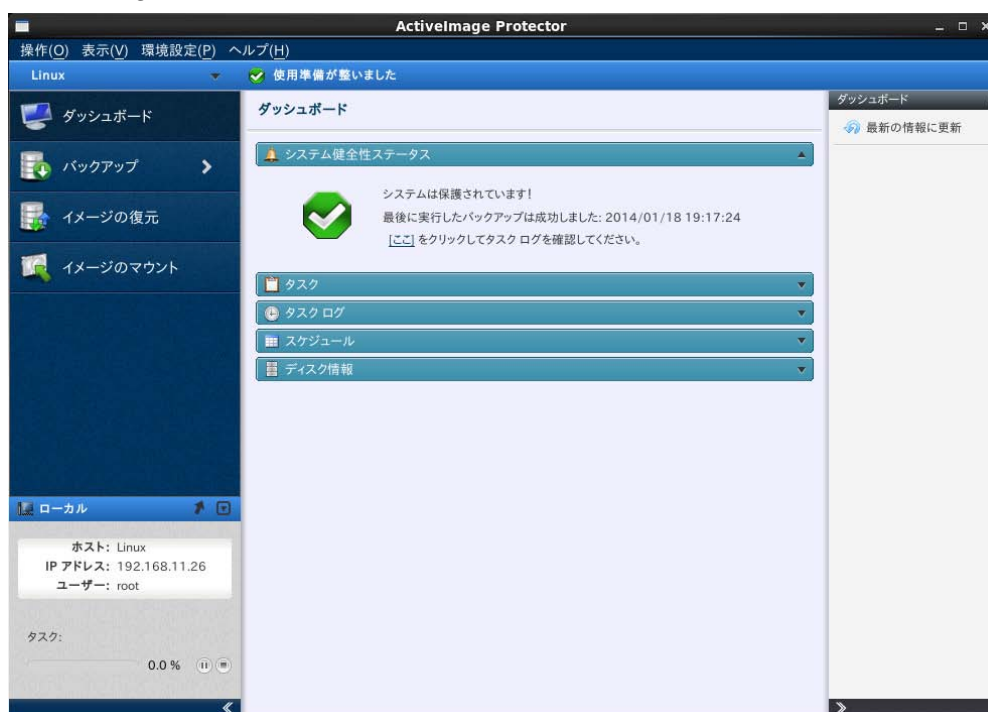 ActiveImage Protector
操作(O) 表示(V) 環境設定(P) ヘルプ(H)
Linux
使用準備が整いました
ダッシュボード
バックアップ
イメージの復元
イメージのマウント
ダッシュボード
システム健全性ステータス
システムは保護されています!
最後に実行したバックアップは成功しました: 2014/01/18 19:17:24
[ここ] をクリックしてタスク ログを確認してください。
タスク
タスク ログ
スケジュール
ディスク情報
ダッシュボード
最新の情報に更新
ローカル
ホスト: Linux
IP アドレス: 192.168.11.26
ユーザー: root
タスク:
0.0 %